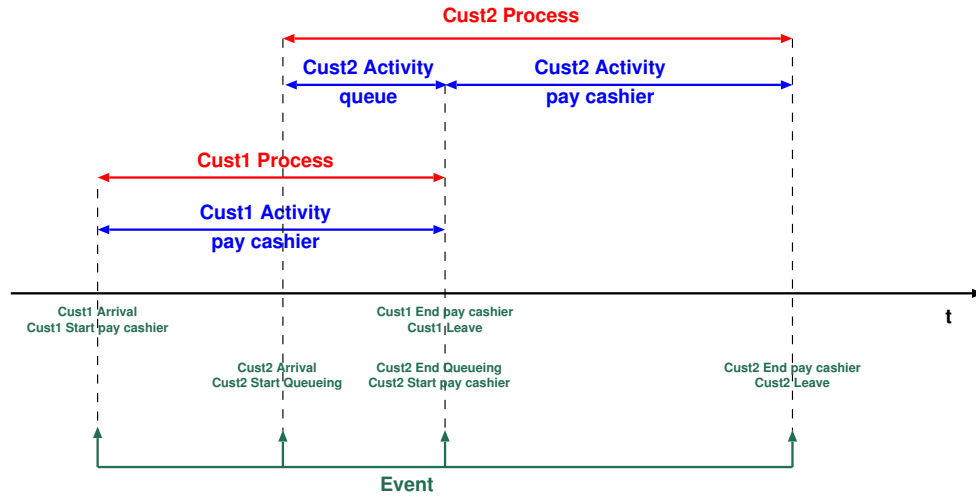 Cust2 Process
Cust2 Activity
queue
Cust2 Activity
pay cashier
Cust1 Process
Cust1 Activity
pay cashier
t
Cust1 Arrival
Cust1 Start pay cashier
Cust1 End pay cashier
Cust1 Leave
Cust2 Arrival
Cust2 Start Queueing
Cust2 End Queueing
Cust2 Start pay cashier
Cust2 End pay cashier
Cust2 Leave
Event